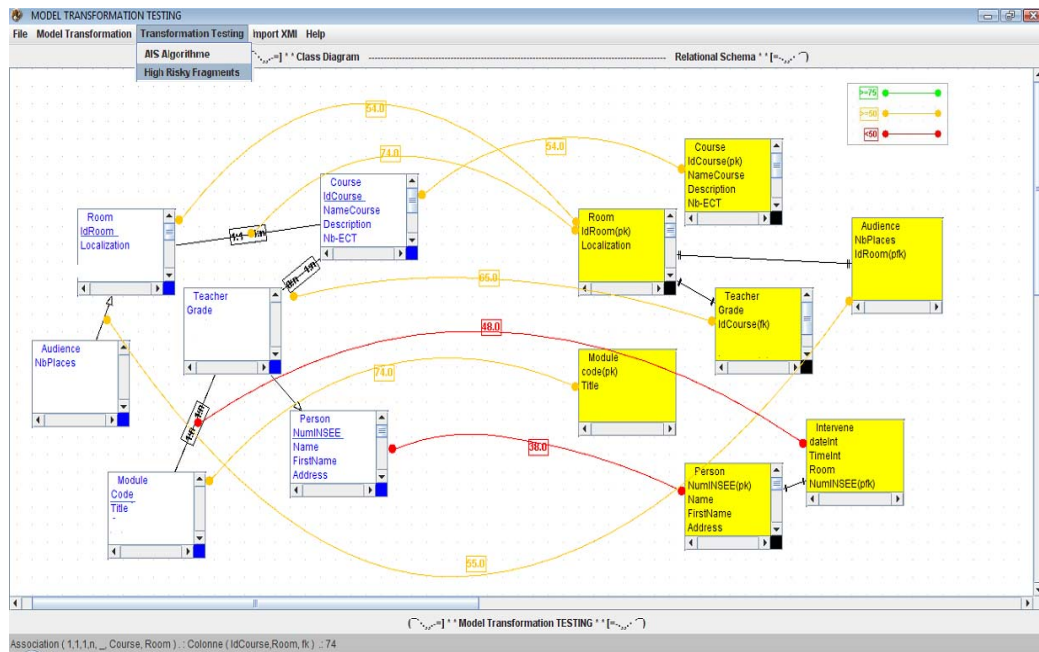 MODEL TRANSFORMATION TESTING
File Model Transformation Transformation Testing Import XMI Help
AIS Algorithme
High Risky Fragments
* * Class Diagram
Relational Schema * *
>=75
>=50
<50
54.0
74.0
54.0
Course
IdCourse
NameCourse
Description
Nb-ECT
Room
IdRoom
Localization
1:1
Teacher
Grade
Audience
NbPlaces
Person
NumINSEE
Name
FirstName
Address
Module
Code
Title
65.0
48.0
74.0
38.0
55.0
Course
IdCourse(pk)
NameCourse
Description
Nb-ECT
Room
IdRoom(pk)
Localization
Audience
NbPlaces
IdRoom(pfk)
Teacher
Grade
IdCourse(fk)
Module
code(pk)
Title
Intervene
dateInt
TimeInt
Room
NumINSEE(pfk)
Person
NumINSEE(pk)
Name
FirstName
Address
* * Model Transformation TESTING * *
Association ( 1,1,1,n, _, Course, Room ) . : Colonne ( IdCourse,Room, fk ) .: 74